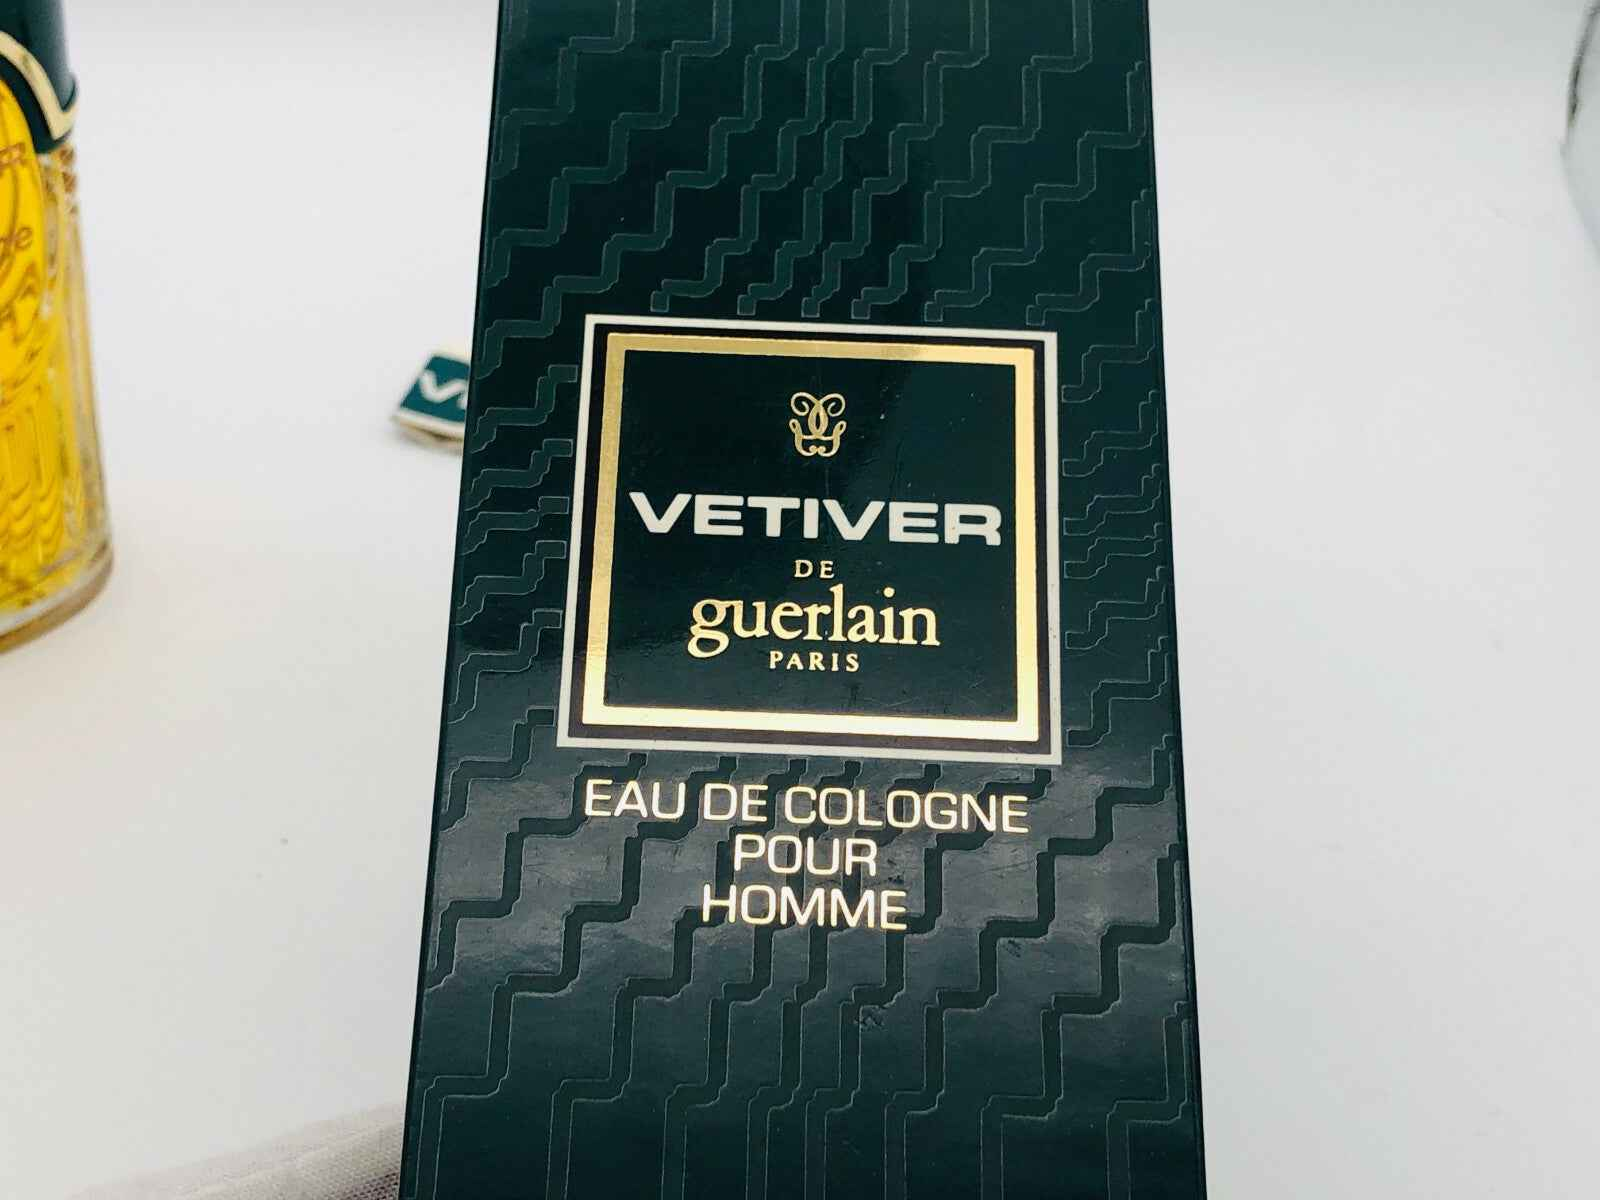 VETIVER
DE
guerlain
PARIS
EAU DE COLOGNE
POUR
HOMME